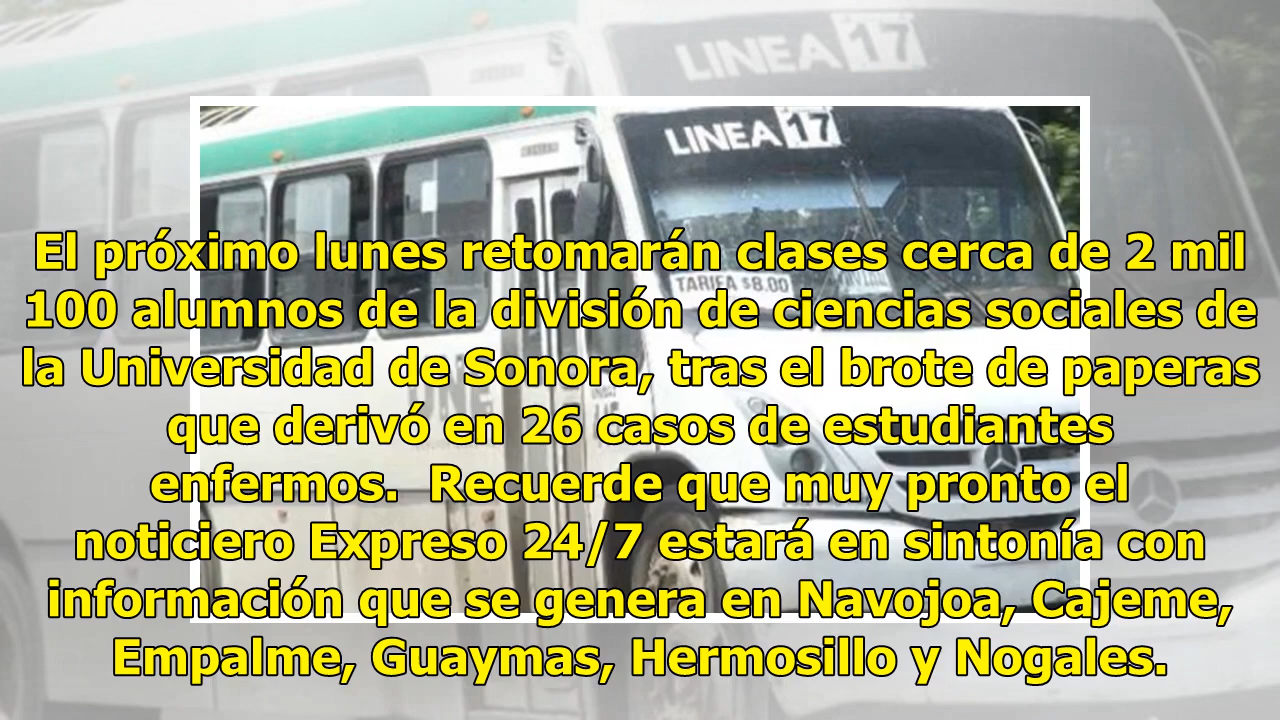 LINEA 17
LINEA 17
TARIFA $8.00
El próximo lunes retomarán clases cerca de 2 mil
100 alumnos de la división de ciencias sociales de
la Universidad de Sonora, tras el brote de paperas
que derivó en 26 casos de estudiantes
enfermos.  Recuerde que muy pronto el
noticiero Expreso 24/7 estará en sintonía con
información que se genera en Navojoa, Cajeme,
Empalme, Guaymas, Hermosillo y Nogales.